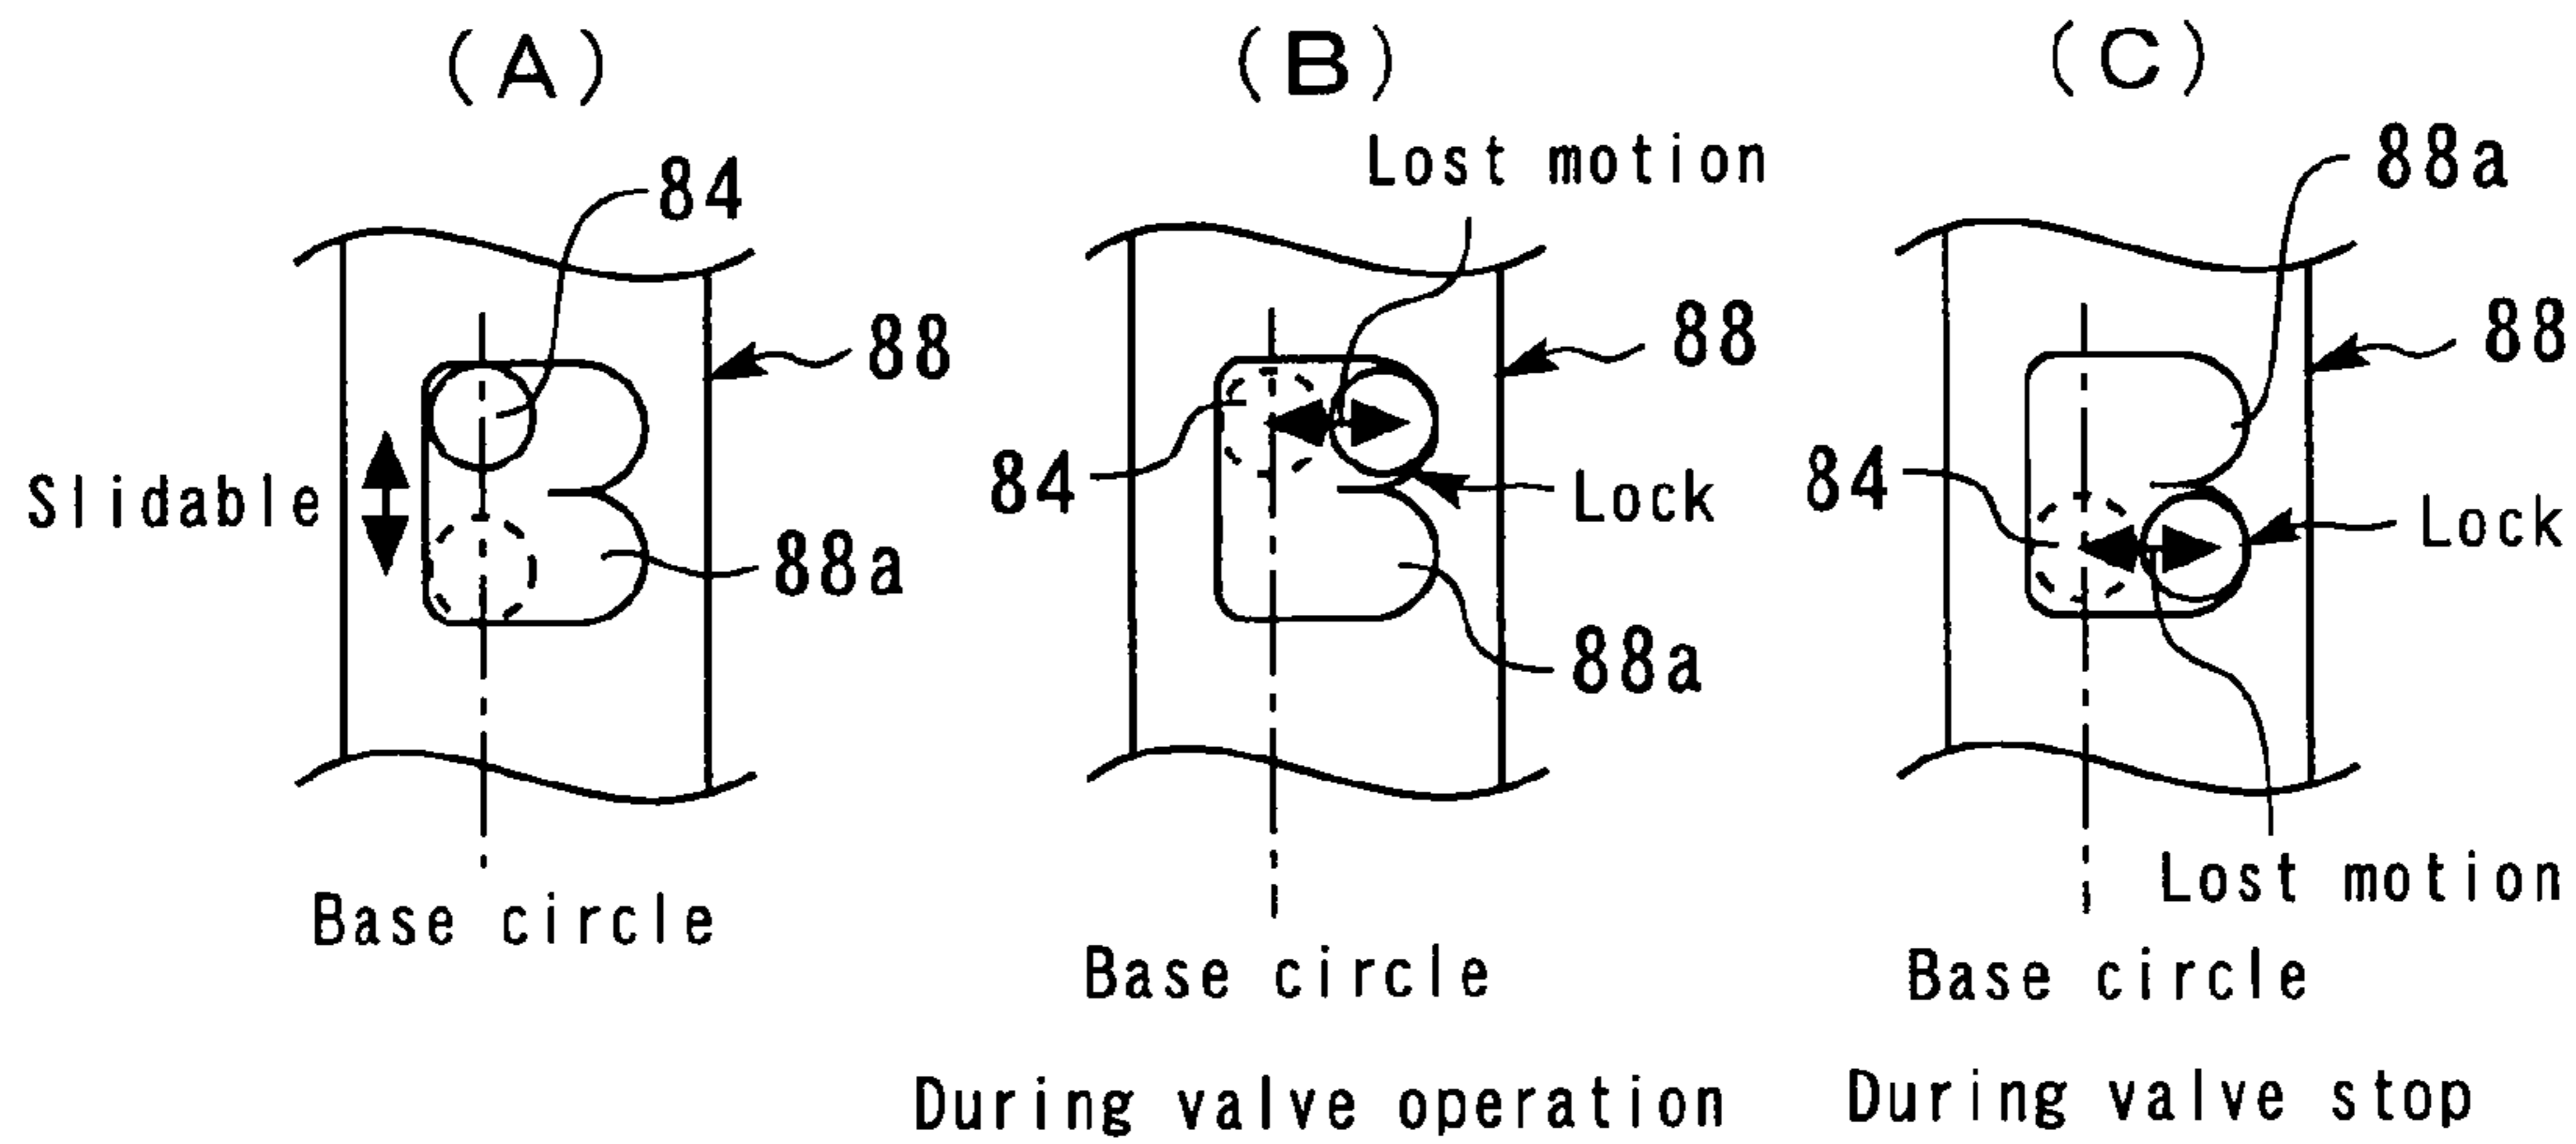 (A)
(B)
(C)
Lost motion
84
88a
88
88
88
84
84
Slidable
Lock
Lock
88a
88a
Lost motion
Base circle
Base circle
Base circle
During valve operation
During valve stop